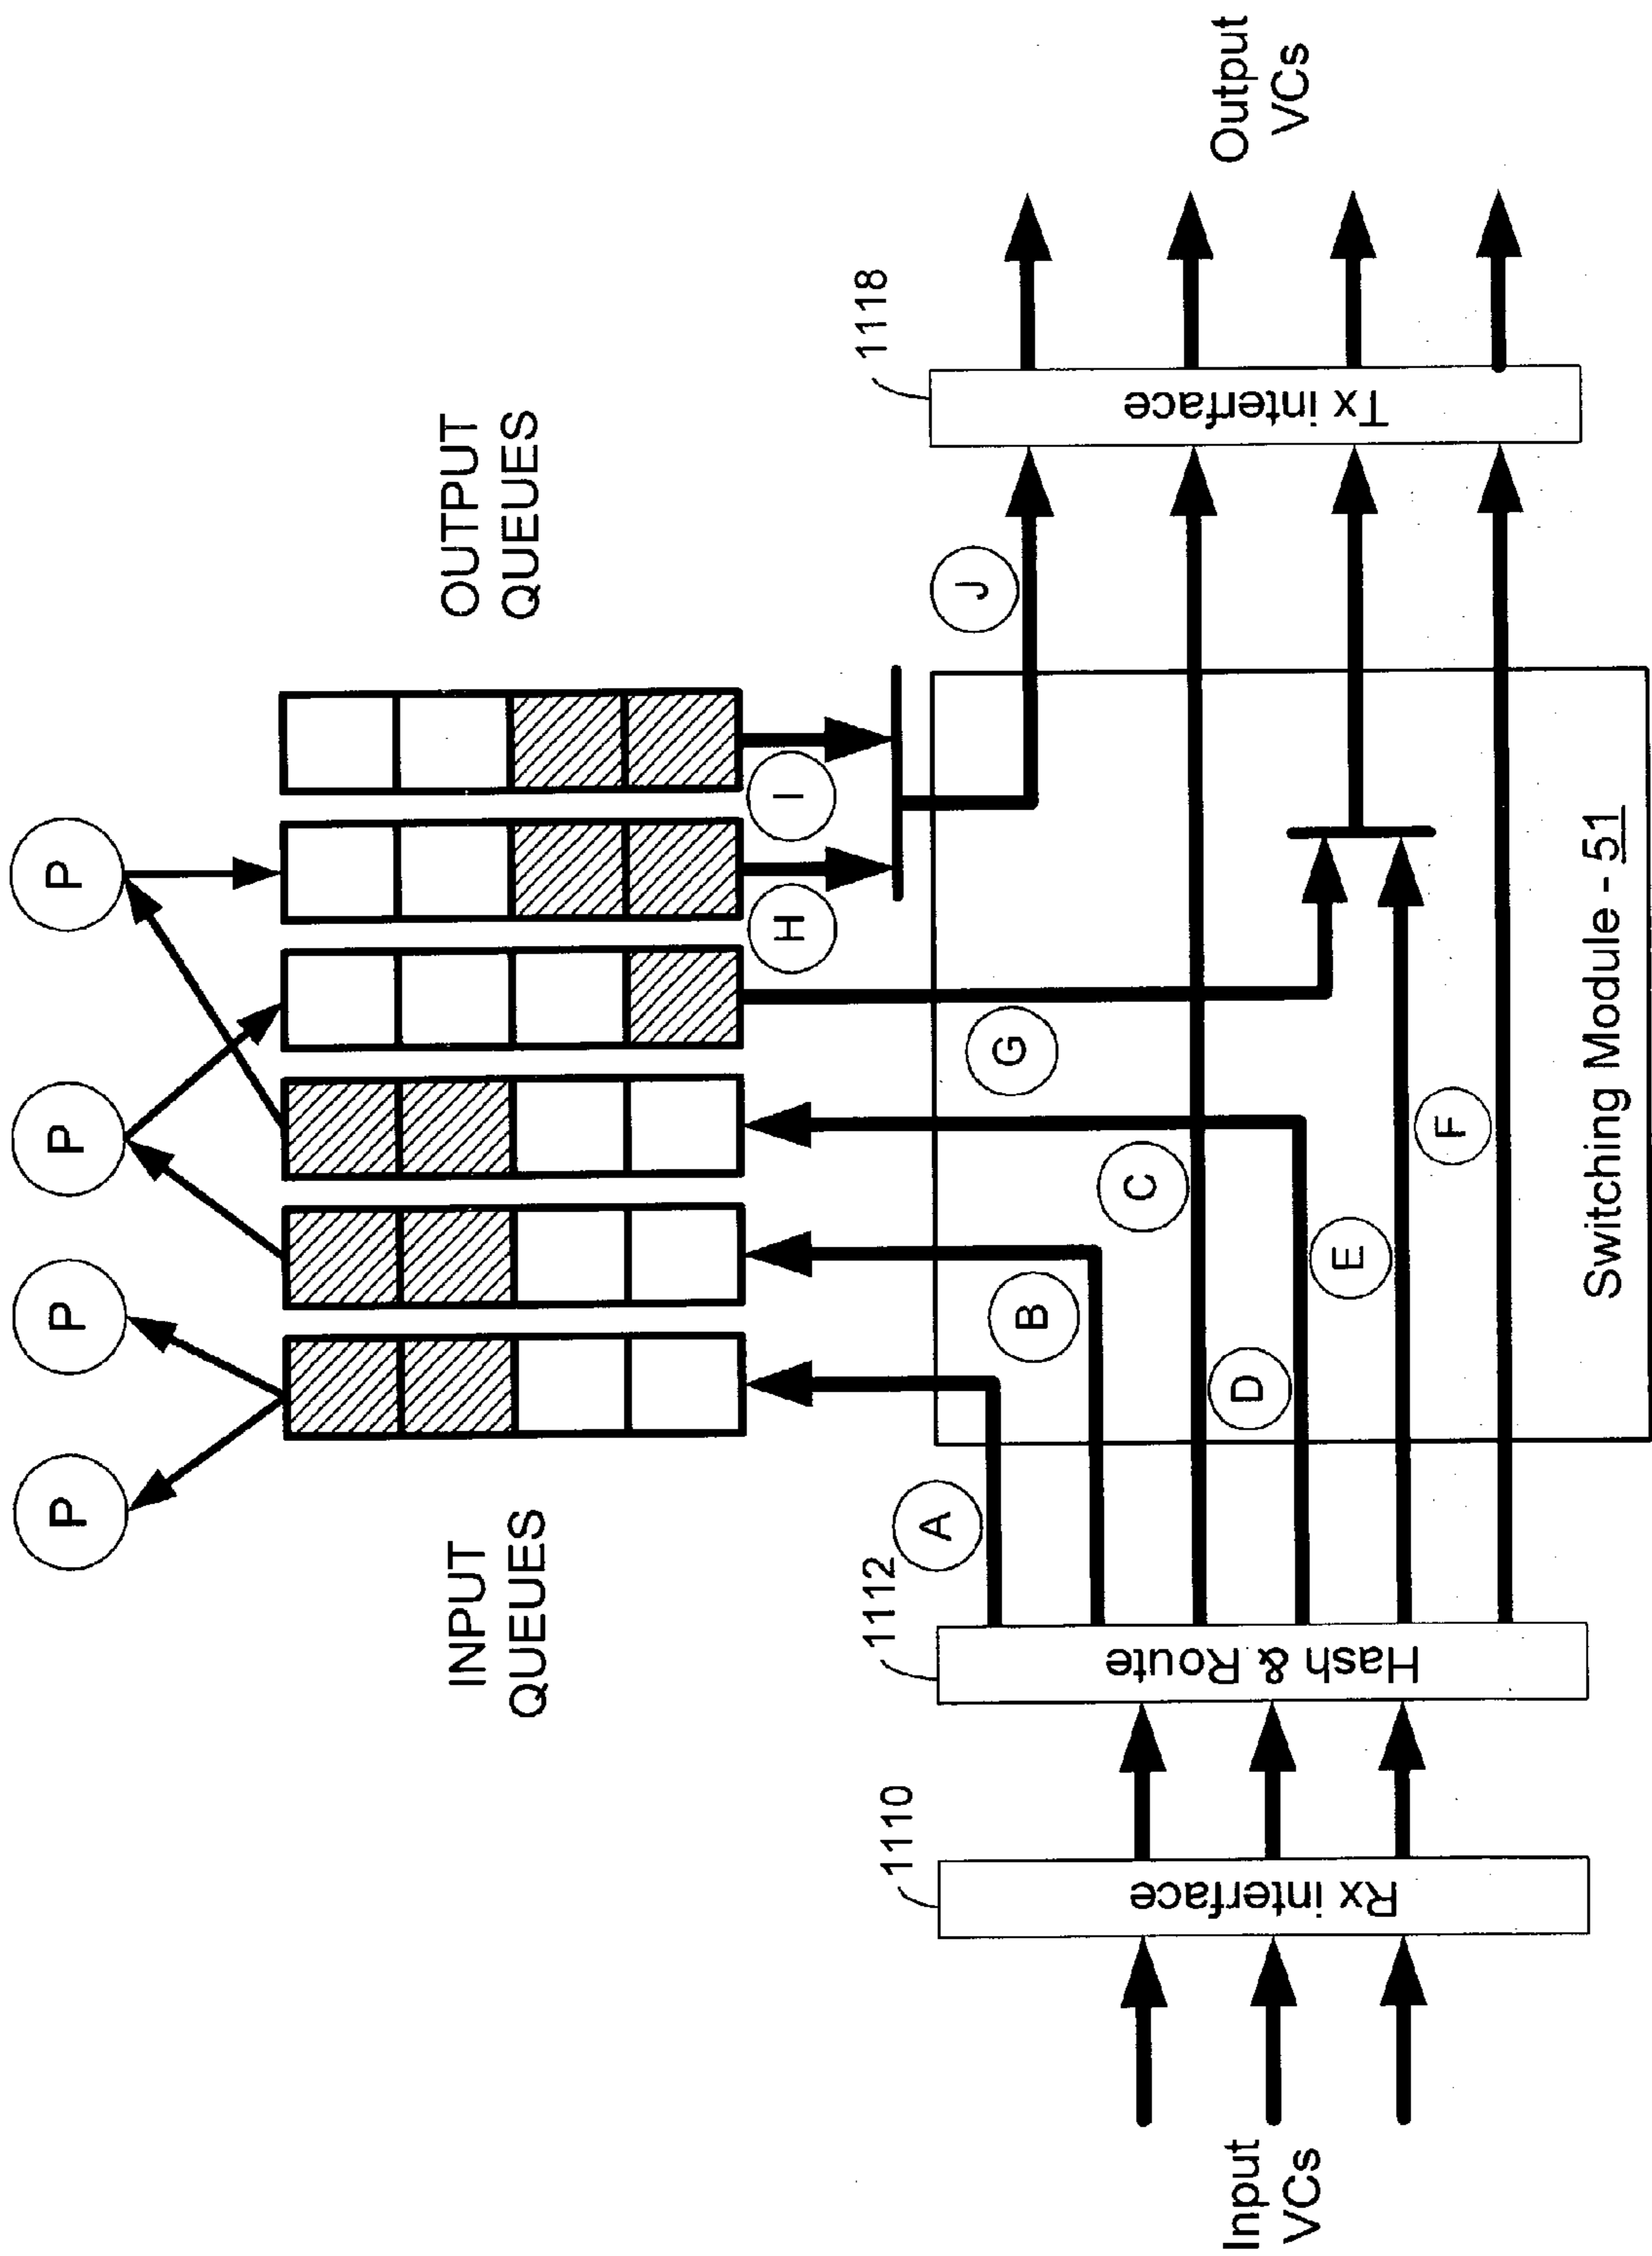 P
P
P
P
INPUT
QUEUES
OUTPUT
QUEUES
H
I
A
B
C
D
E
F
G
J
1110
1112
1118
Input
VCs
Rx interface
Hash & Route
Tx interface
Output
VCs
Switching Module - 51